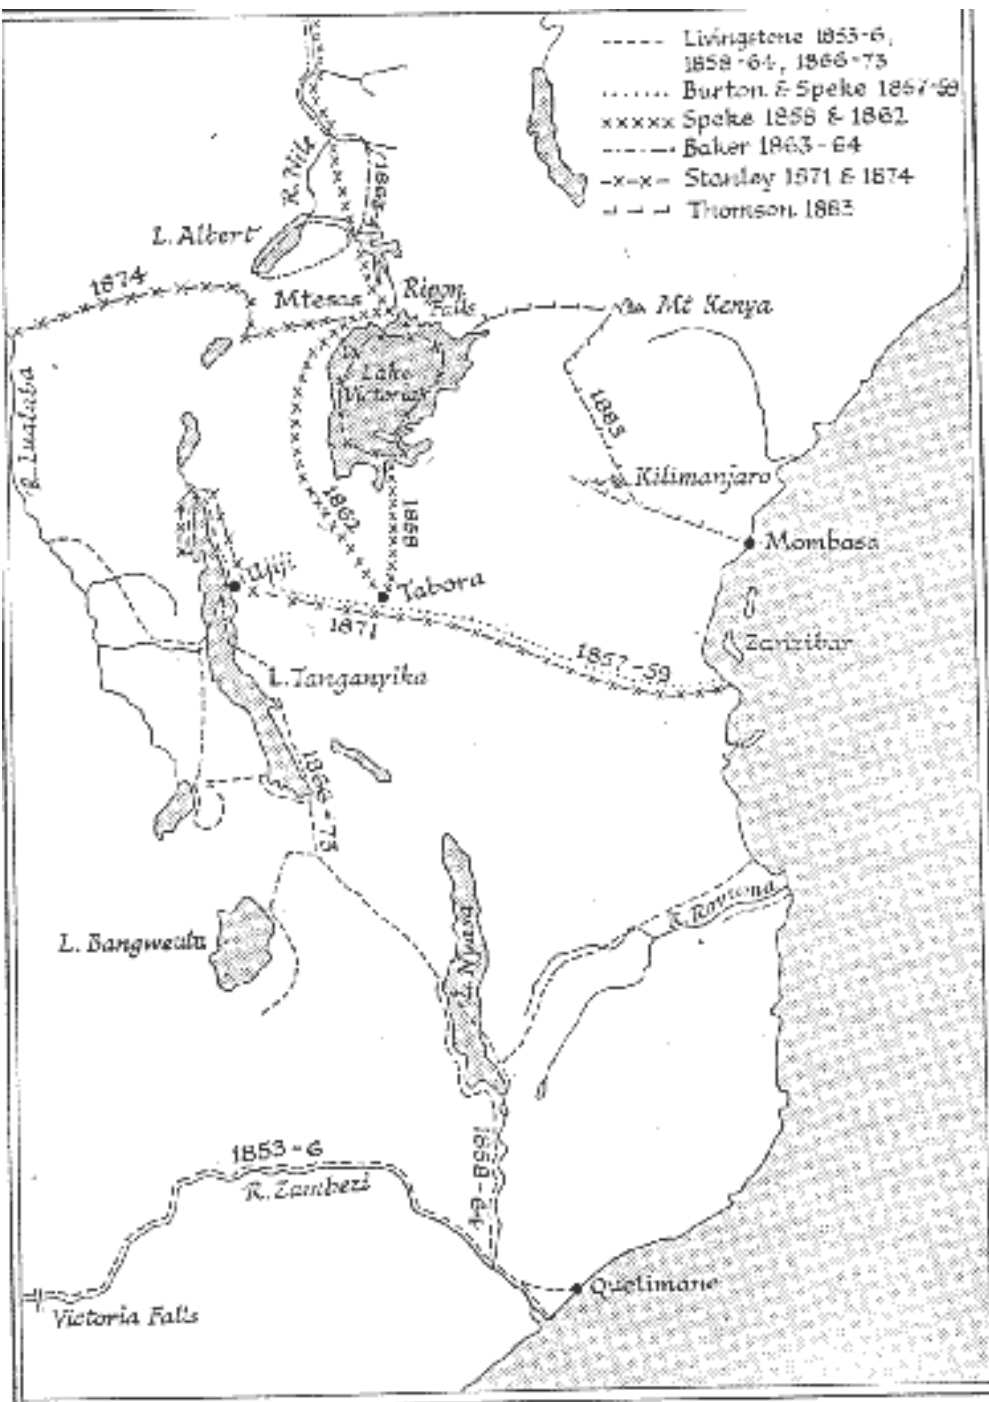 Livingstone 1853-6,
1858-64, 1866-73
Burton & Speke 1857-59
Speke 1858 & 1862
Baker 1863-64
Stanley 1871 & 1874
Thomson 1883
R. Nile
L. Albert
1874
Mtesas
Ripon
Falls
Mt Kenya
Lake
Victoria
R. Lualaba
1883
Kilimanjaro
1862
1858
Mombasa
Ujiji
Tabora
1871
Zanzibar
1857-59
L. Tanganyika
1866-73
R. Rovuma
L. Bangweulu
L. Nyasa
1853-6
R. Zambezi
1858-64
Quelimane
Victoria Falls